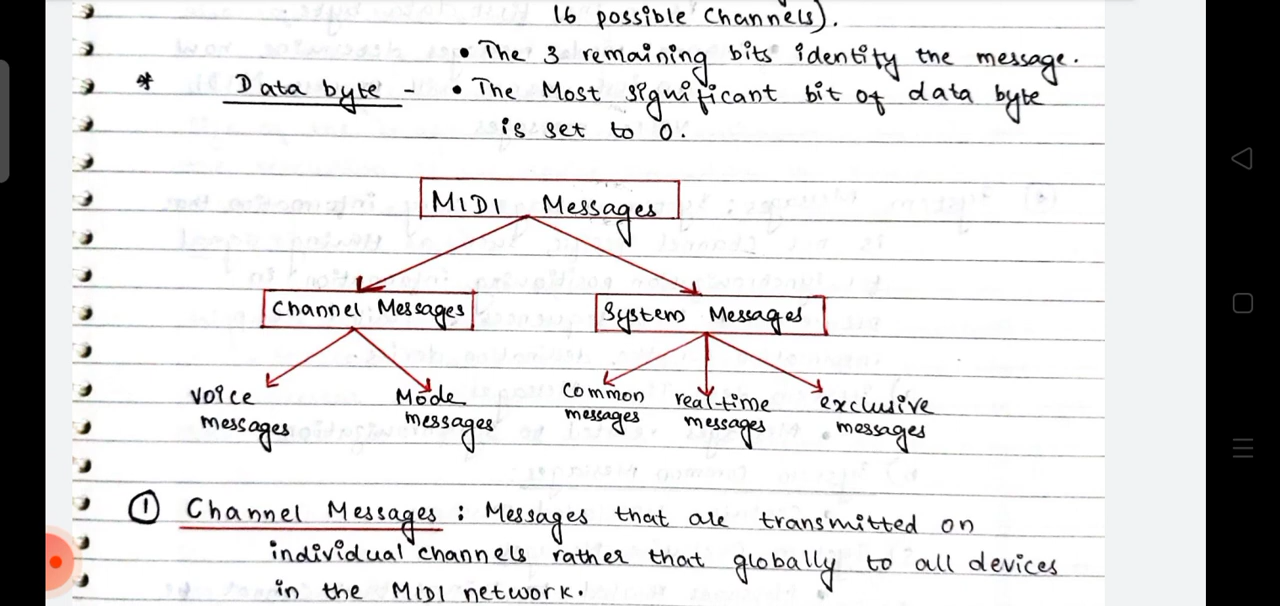 16 possible Channels).
• The 3 remaining bits identity the message.
* Data byte - • The Most significant bit of data byte
is set to 0.
MIDI Messages
Channel Messages System Messages
voice messages Mode messages common messages real-time messages exclusive messages
① Channel Messages : Messages that are transmitted on
individual channels rather that globally to all devices
in the MIDI network.